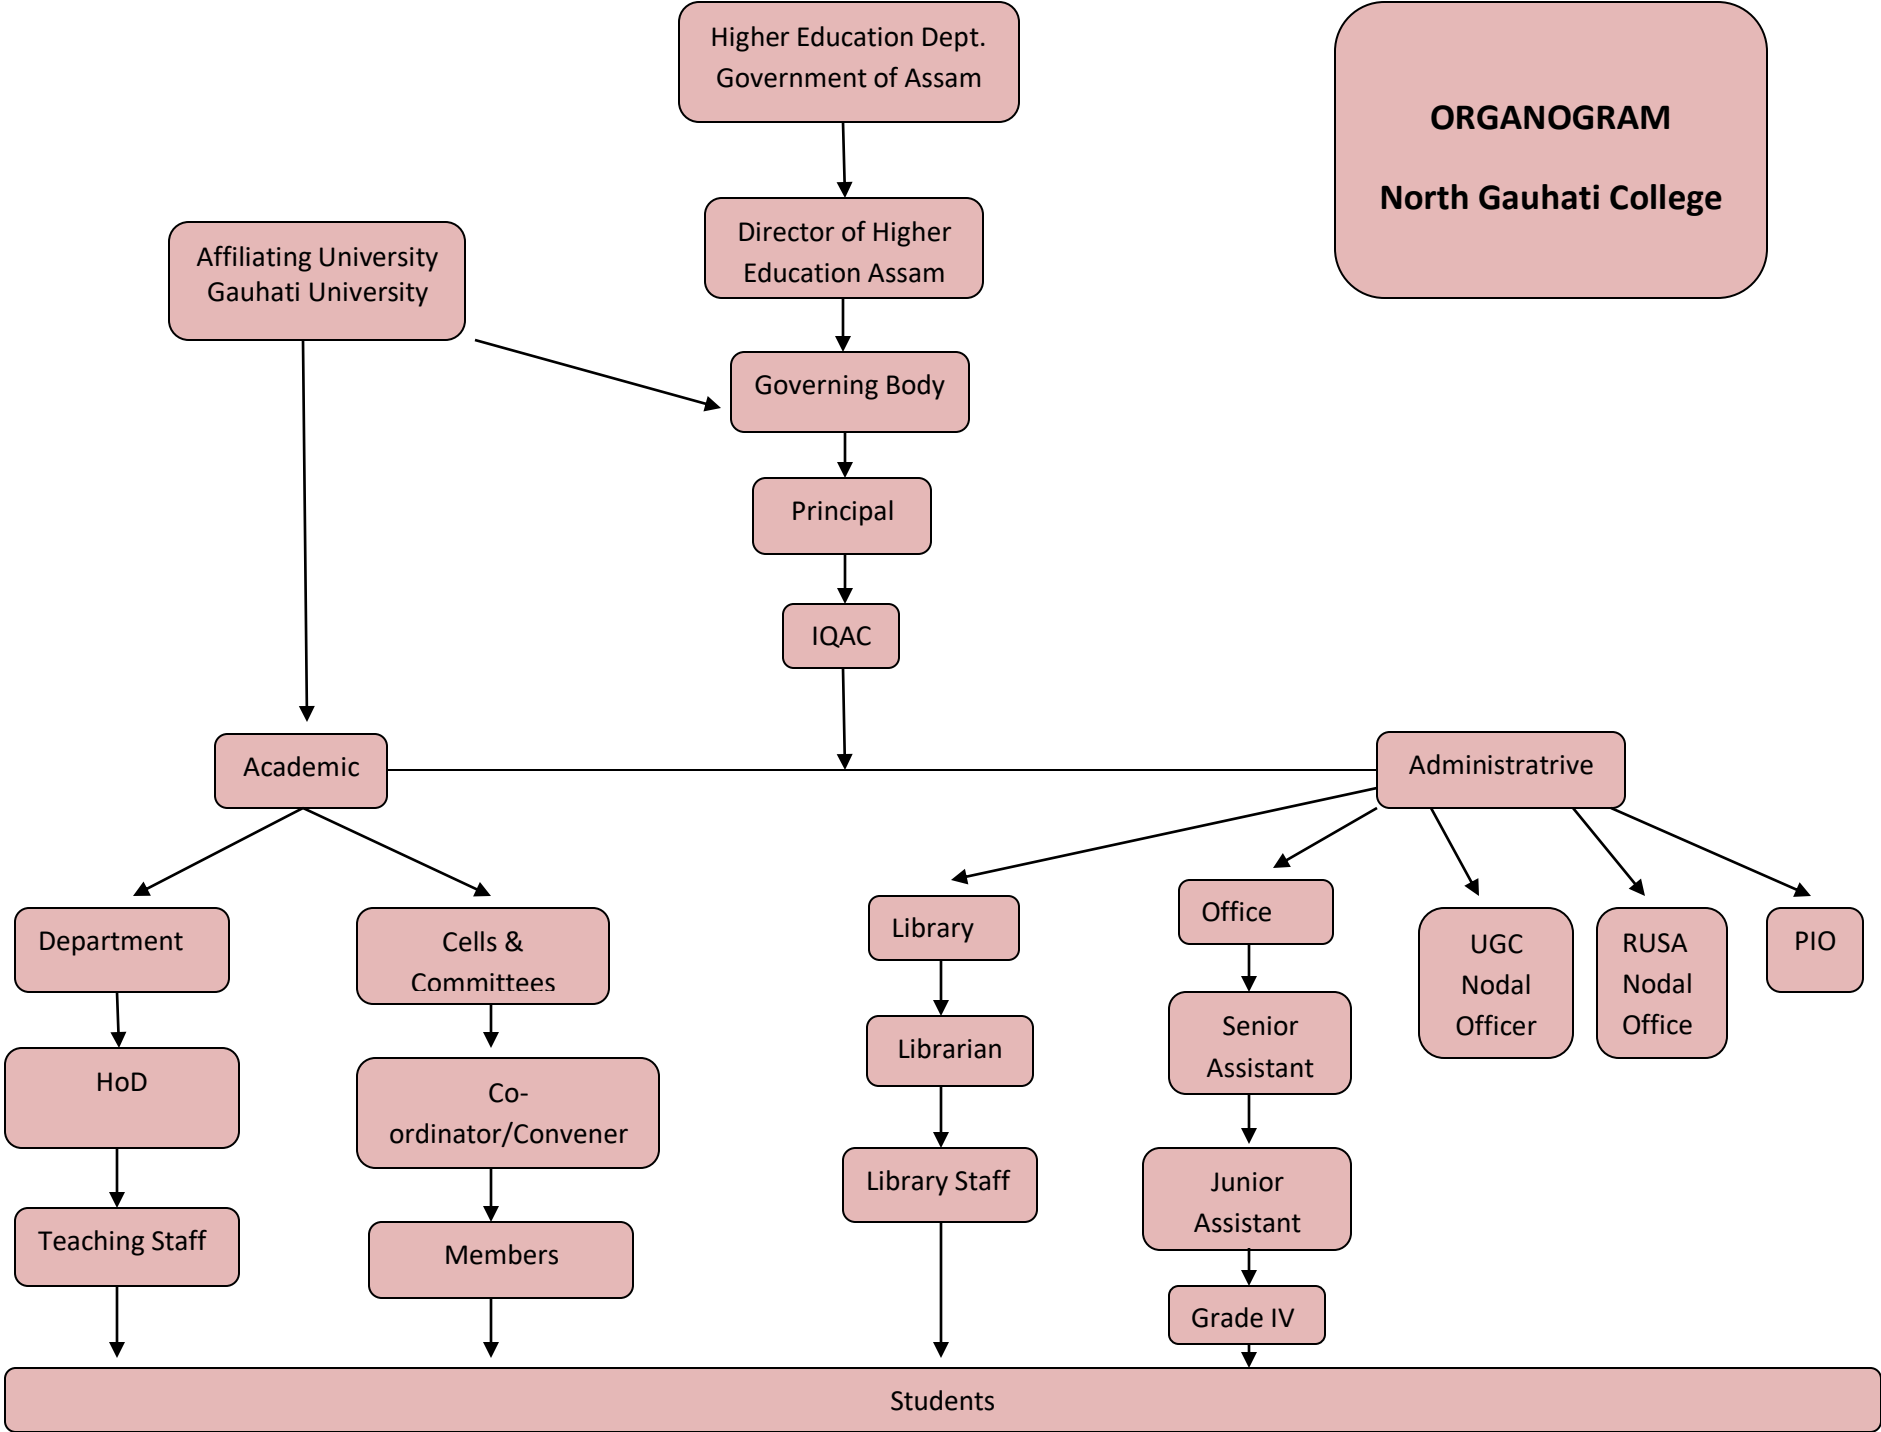 Higher Education Dept.
Government of Assam
ORGANOGRAM
North Gauhati College
Director of Higher
Education Assam
Affiliating University
Gauhati University
Governing Body
Principal
IQAC
Academic
Administratrive
Department
Cells &
Committees
Library
Office
UGC
Nodal
Officer
RUSA
Nodal
Office
PIO
HoD
Co-
ordinator/Convener
Librarian
Senior
Assistant
Teaching Staff
Members
Library Staff
Junior
Assistant
Grade IV
Students